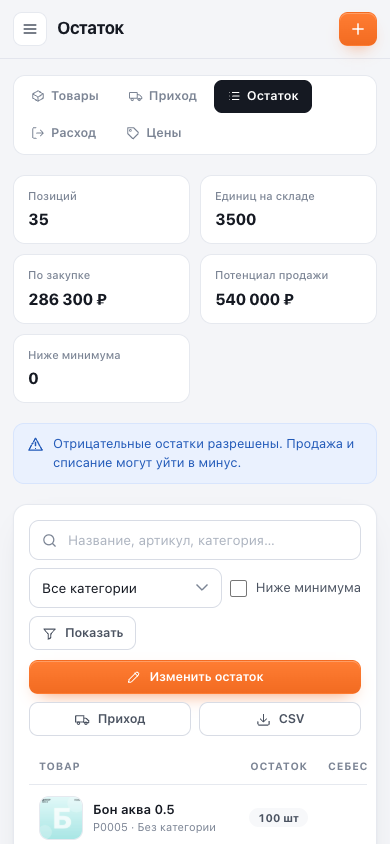 Остаток
Товары
Приход
Остаток
Расход
Цены
Позиций
Единиц на складе
35
3500
По закупке
Потенциал продажи
286 300 ₽
540 000 ₽
Ниже минимума
0
Отрицательные остатки разрешены. Продажа и
списание могут уйти в минус.
Название, артикул, категория...
Все категории
Ниже минимума
Показать
Изменить остаток
Приход
CSV
ТОВАР ОСТАТОК СЕБЕС
Б
Бон аква 0.5
P0005 · Без категории
100 шт